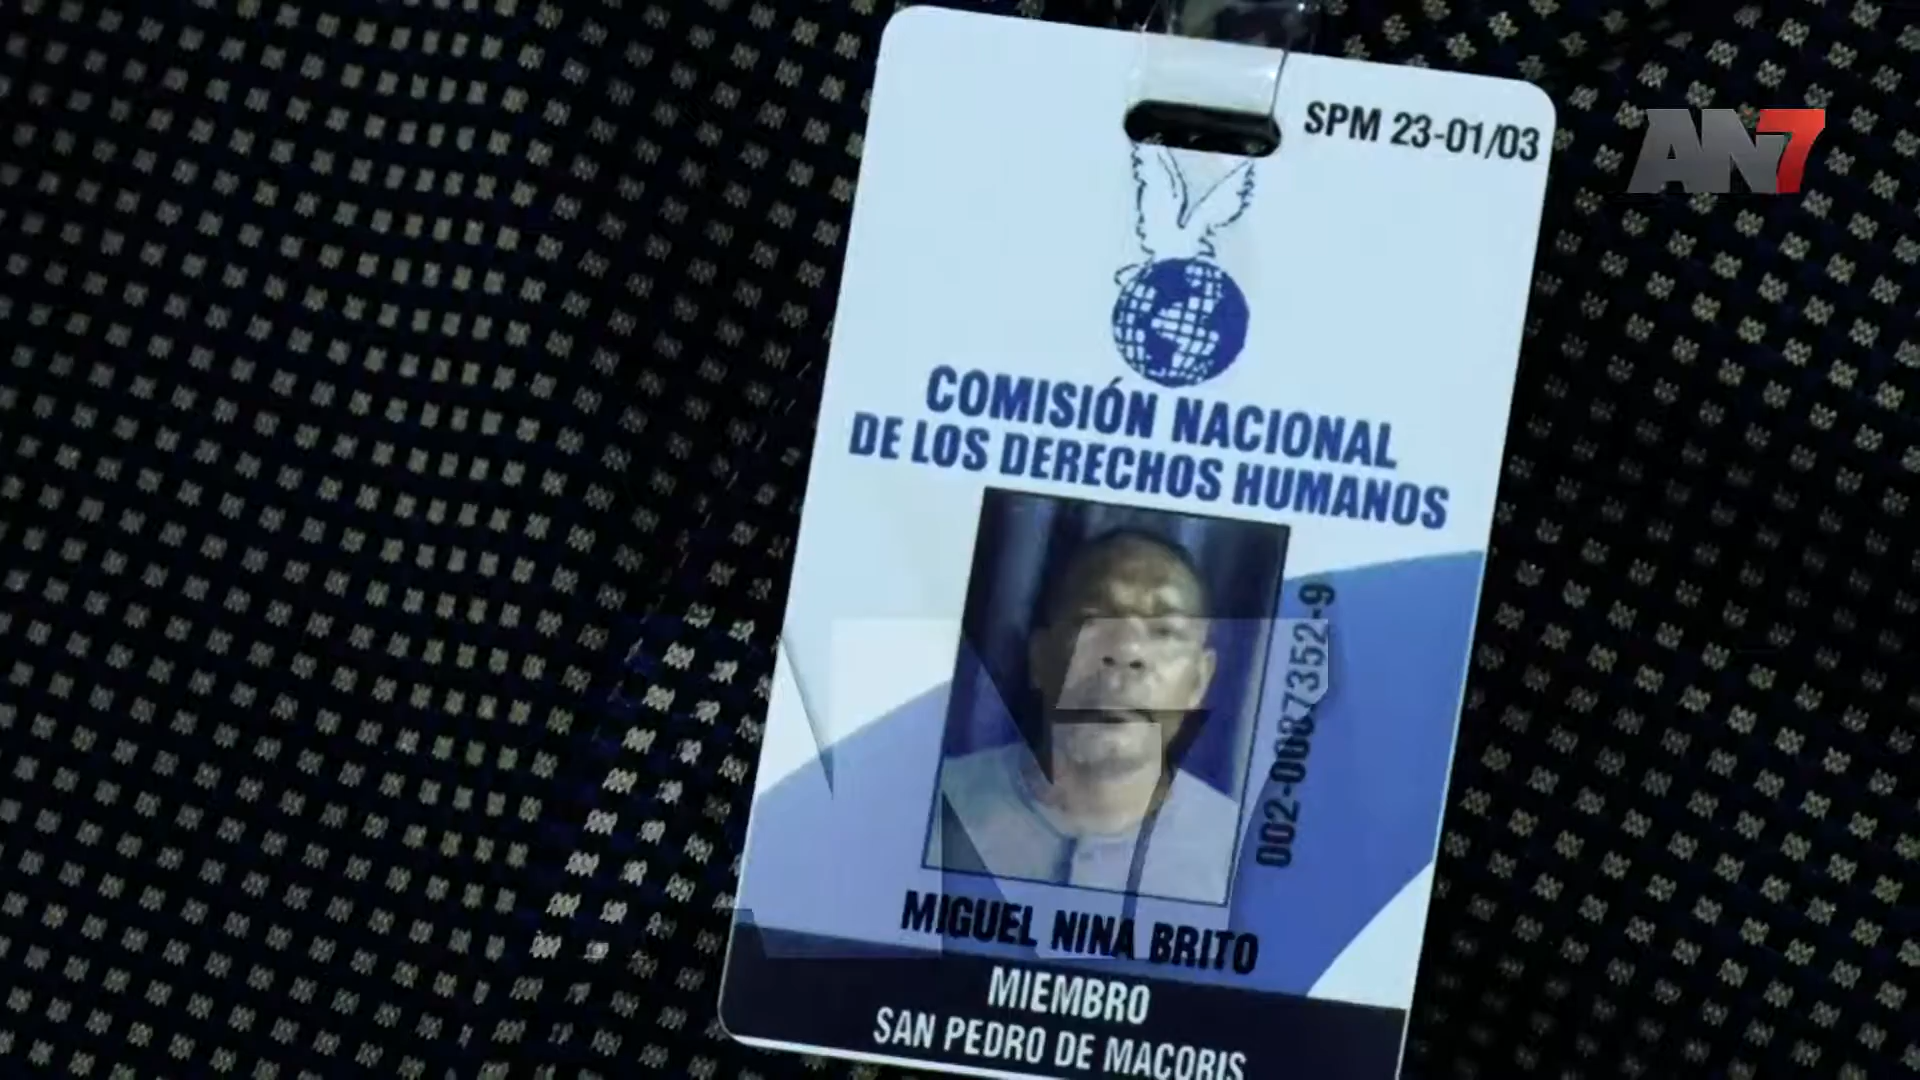 SPM 23-01/03
AN7
COMISIÓN NACIONAL
DE LOS DERECHOS HUMANOS
002-0087352-9
MIGUEL NINA BRITO
MIEMBRO
SAN PEDRO DE MACORIS